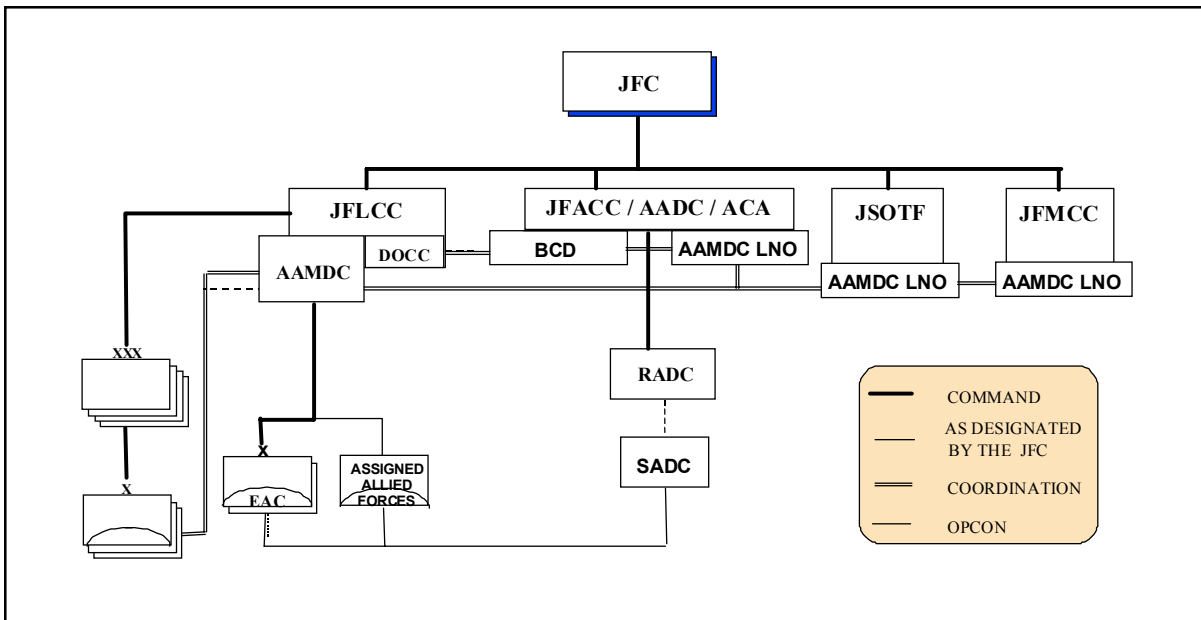 JFC
JFLCC
JFACC / AADC / ACA
JSOTF
JFMCC
DOCC
BCD
AAMDC LNO
AAMDC
AAMDC LNO
AAMDC LNO
XXX
RADC
COMMAND
AS DESIGNATED
BY THE JFC
COORDINATION
OPCON
X
X
EAC
ASSIGNED
ALLIED
FORCES
SADC